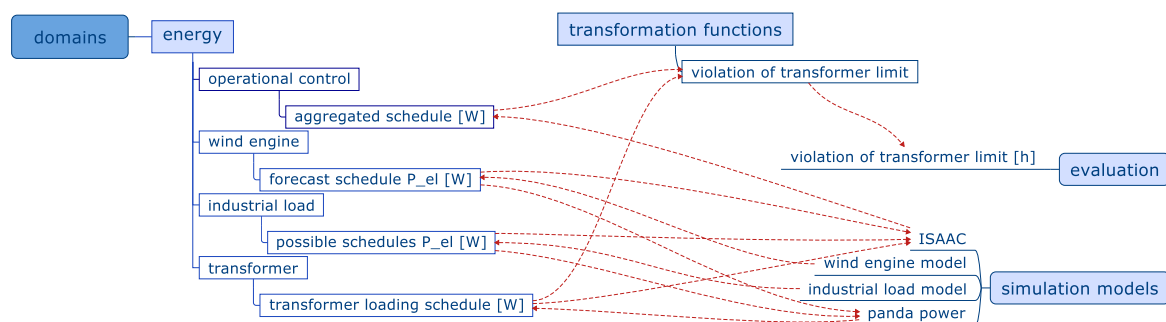 domains
energy
operational control
aggregated schedule [W]
wind engine
forecast schedule P_el [W]
industrial load
possible schedules P_el [W]
transformer
transformer loading schedule [W]
transformation functions
violation of transformer limit
violation of transformer limit [h]
evaluation
ISAAC
wind engine model
industrial load model
panda power
simulation models